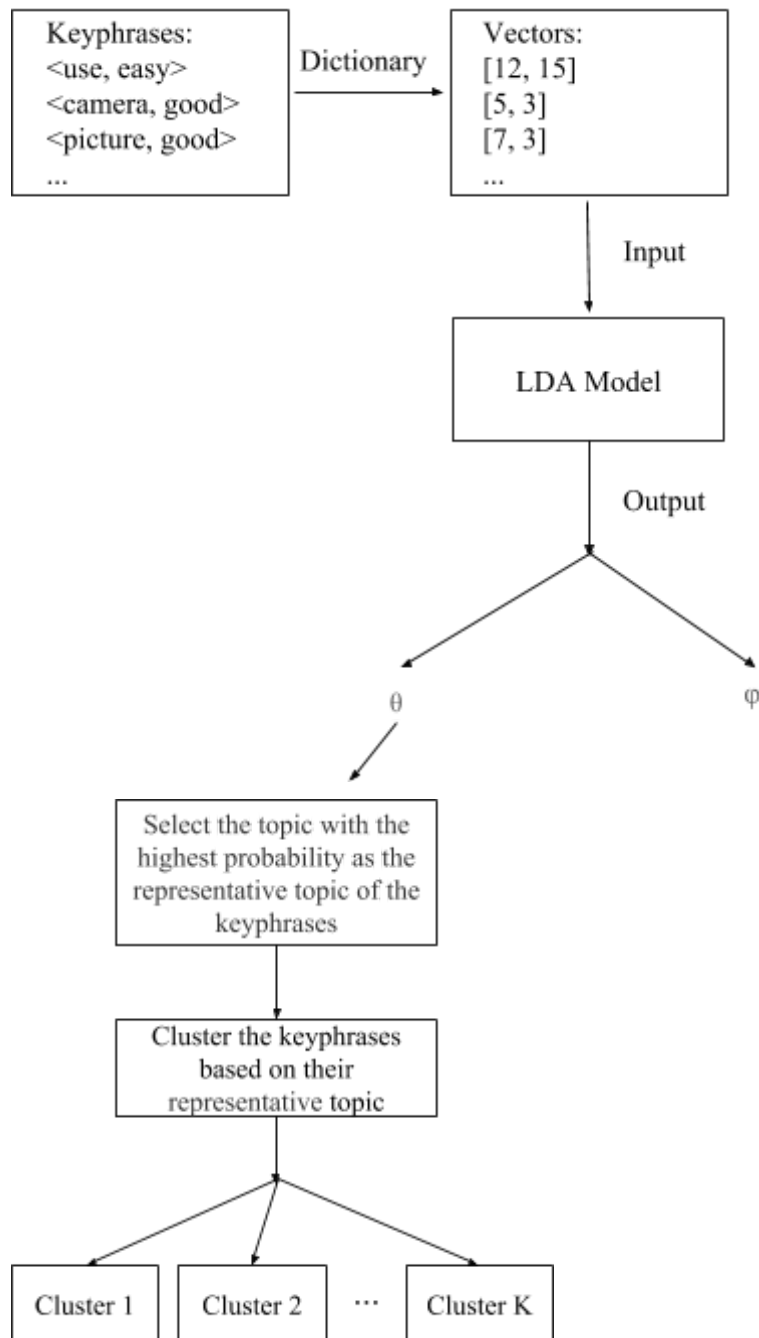 Keyphrases:
<use, easy>
<camera, good>
<picture, good>
...
Dictionary
Vectors:
[12, 15]
[5, 3]
[7, 3]
...
Input
LDA Model
Output
θ
φ
Select the topic with the
highest probability as the
representative topic of the
keyphrases
Cluster the keyphrases
based on their
representative topic
Cluster 1
Cluster 2
...
Cluster K